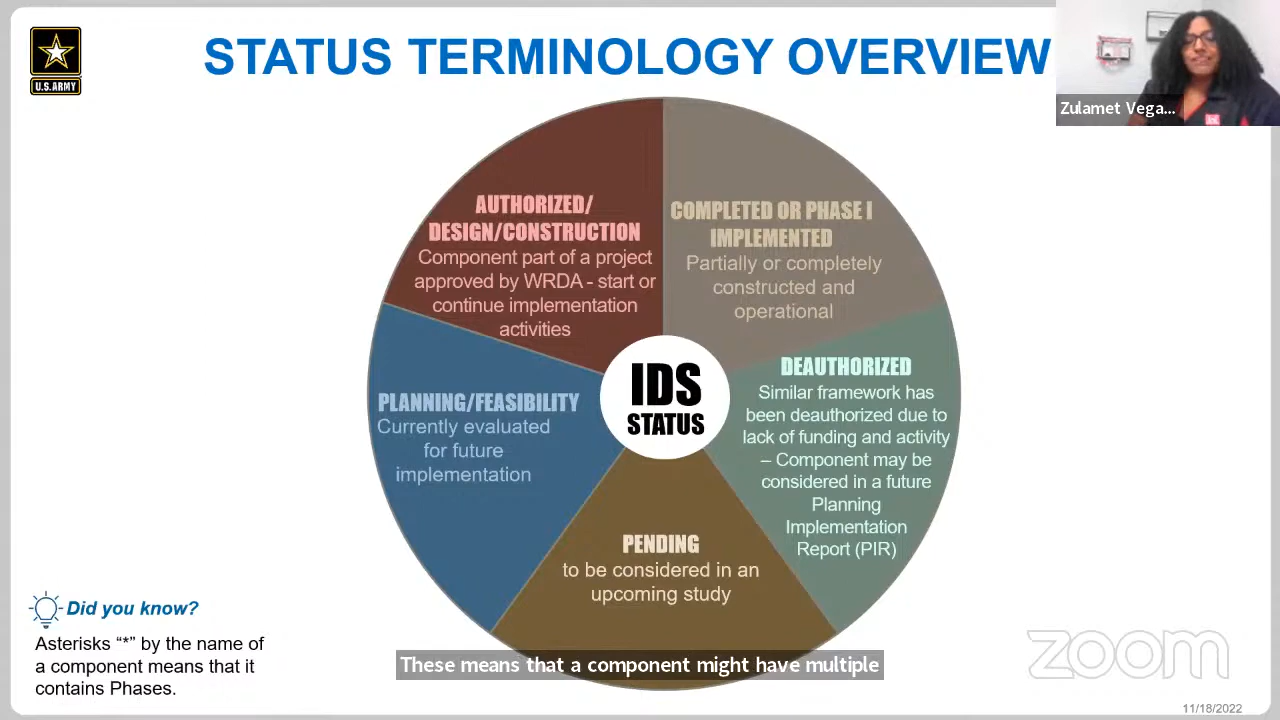 STATUS TERMINOLOGY OVERVIEW
U.S.ARMY
Zulamet Vega...
AUTHORIZED/
DESIGN/CONSTRUCTION
Component part of a project
approved by WRDA - start or
continue implementation
activities
COMPLETED OR PHASE I
IMPLEMENTED
Partially or completely
constructed and
operational
PLANNING/FEASIBILITY
Currently evaluated
for future
implementation
IDS
STATUS
DEAUTHORIZED
Similar framework has
been deauthorized due to
lack of funding and activity
– Component may be
considered in a future
Planning
Implementation
Report (PIR)
PENDING
to be considered in an
upcoming study
Did you know?
Asterisks “*” by the name of
a component means that it
contains Phases.
These means that a component might have multiple
zoom
11/18/2022